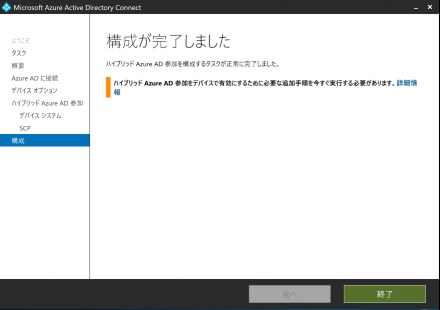 Microsoft Azure Active Directory Connect
ようこそ
構成が完了しました
タスク
概要
ハイブリッド Azure AD 参加を構成するタスクが正常に完了しました。
Azure AD に接続
デバイス オプション
ハイブリッド Azure AD 参加をデバイスで有効にするために必要な追加手順を今すぐ実行する必要があります。詳細情
報
ハイブリッド Azure AD 参加
デバイス システム
SCP
構成
前へ
終了